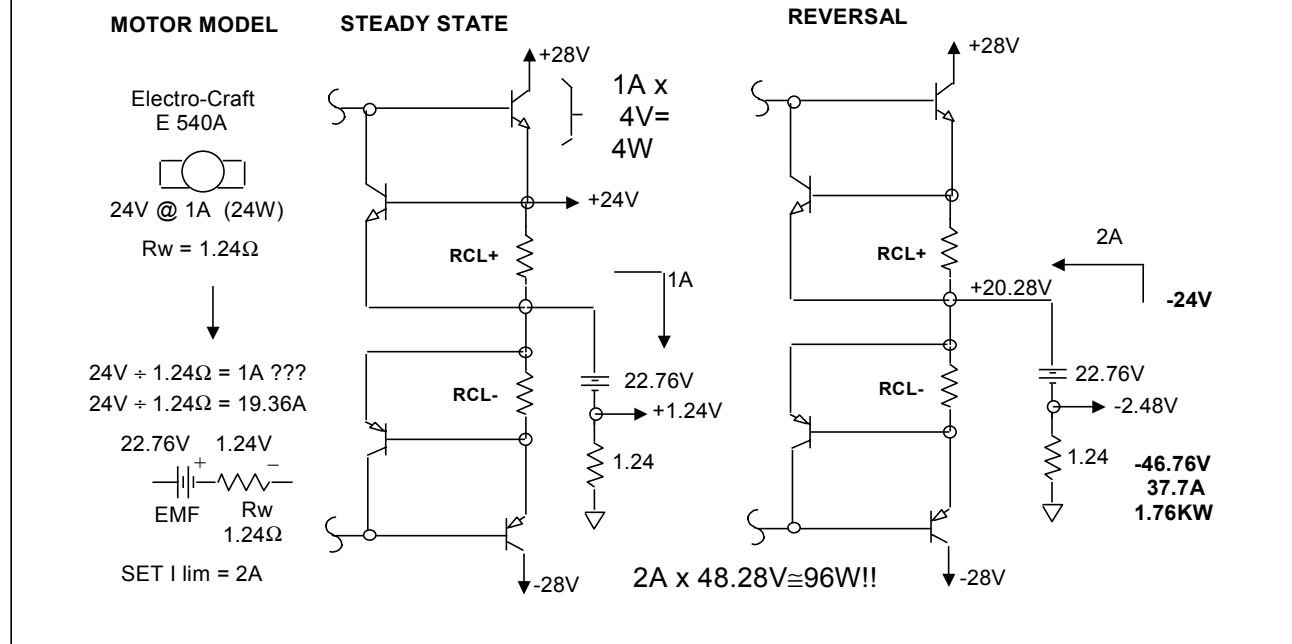 MOTOR MODEL
Electro-Craft
E 540A
24V @ 1A (24W)
Rw = 1.24Ω
24V ÷ 1.24Ω = 1A ???
24V ÷ 1.24Ω = 19.36A
22.76V 1.24V
+ −
EMF Rw
1.24Ω
SET I lim = 2A
STEADY STATE
+28V
1A x
4V=
4W
+24V
RCL+
1A
RCL-
22.76V
+1.24V
1.24
-28V
REVERSAL
+28V
2A
RCL+
+20.28V
-24V
RCL-
22.76V
-2.48V
1.24
-46.76V
37.7A
1.76KW
-28V
2A x 48.28V≅96W!!